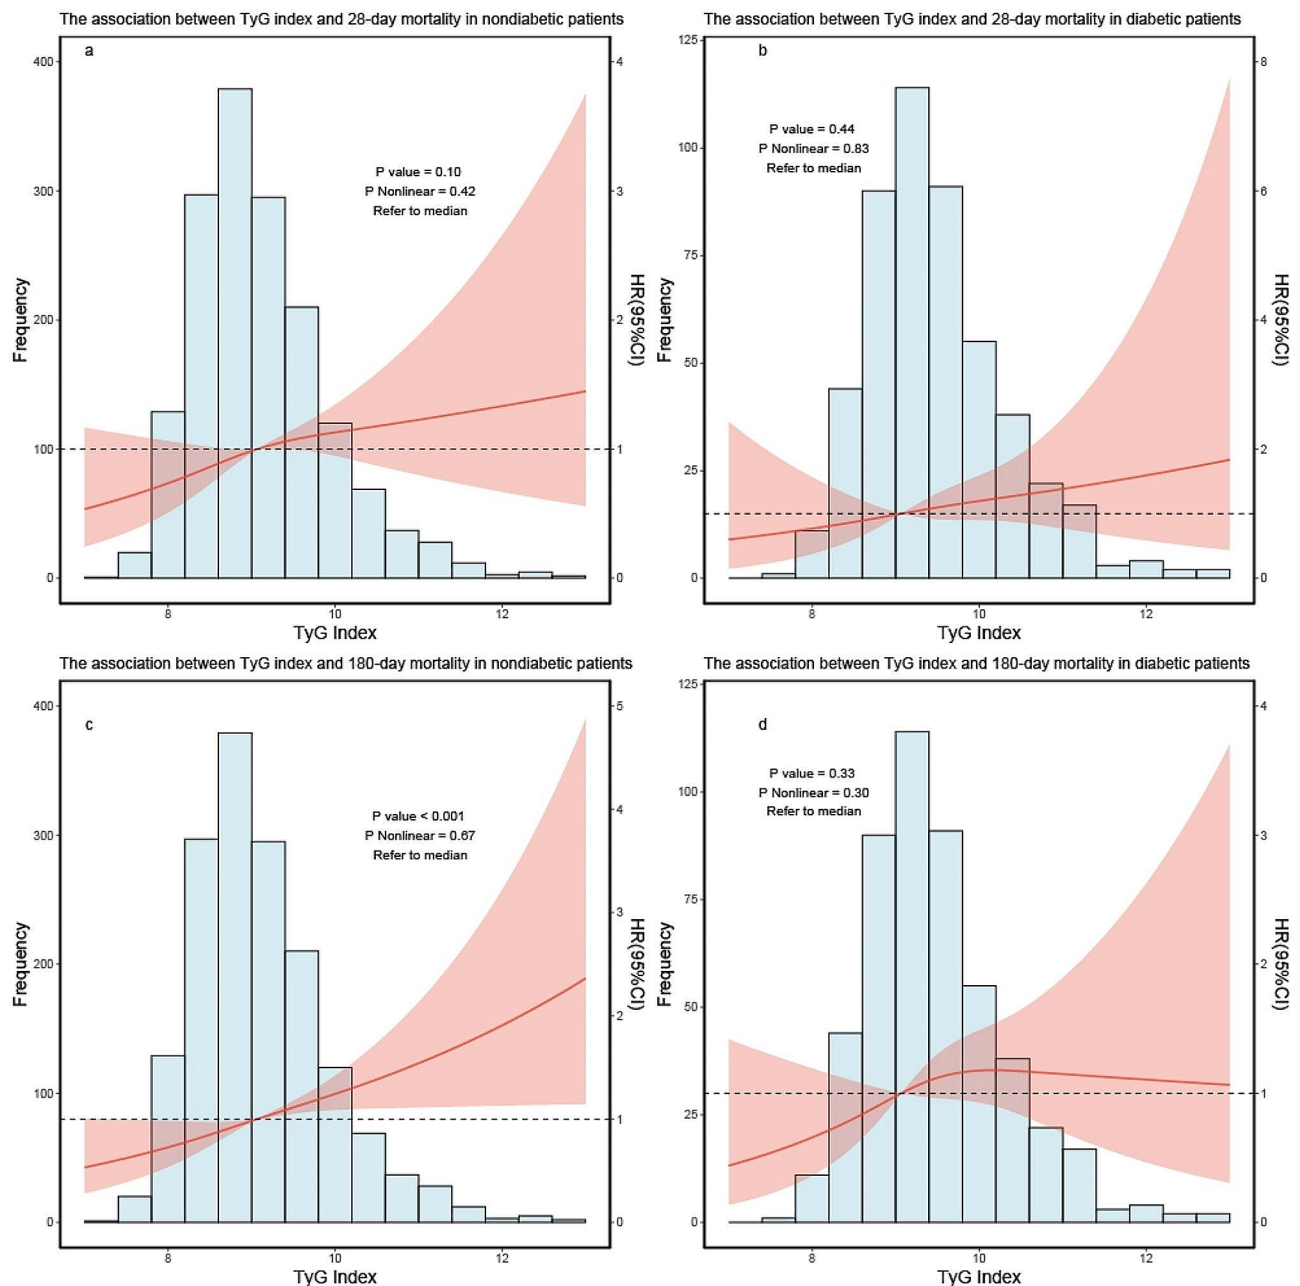 The association between TyG index and 28-day mortality in nondiabetic patients
a
400
300
200
100
0
Frequency
P value = 0.10
P Nonlinear = 0.42
Refer to median
4
3
2
1
0
HR(95%CI)
8
10
12
TyG Index
The association between TyG index and 28-day mortality in diabetic patients
b
125
100
75
50
25
0
Frequency
P value = 0.44
P Nonlinear = 0.83
Refer to median
8
6
4
2
0
HR(95%CI)
8
10
12
TyG Index
The association between TyG index and 180-day mortality in nondiabetic patients
c
400
300
200
100
0
Frequency
P value < 0.001
P Nonlinear = 0.67
Refer to median
5
4
3
2
1
0
HR(95%CI)
8
10
12
TyG Index
The association between TyG index and 180-day mortality in diabetic patients
d
125
100
75
50
25
0
Frequency
P value = 0.33
P Nonlinear = 0.30
Refer to median
4
3
2
1
0
HR(95%CI)
8
10
12
TyG Index